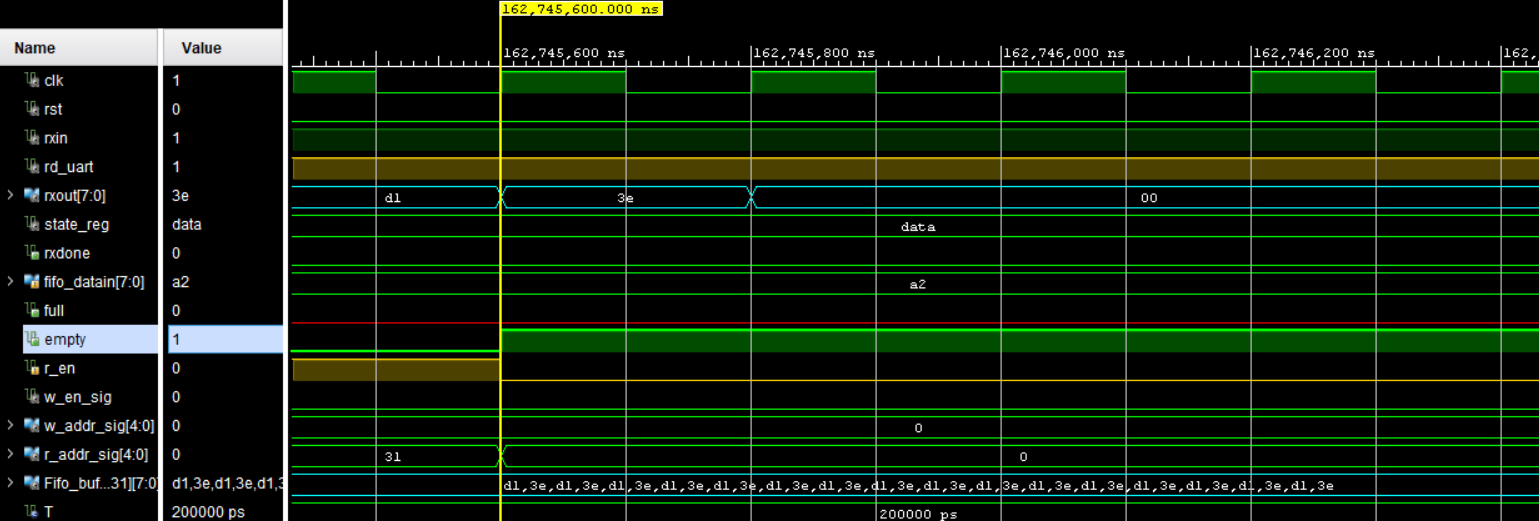 162,745,600.000 ns
Name Value
162,745,600 ns 162,745,800 ns 162,746,000 ns 162,746,200 ns 162,
clk 1
rst 0
rxin 1
rd_uart 1
rxout[7:0] 3e d1 3e 00
state_reg data data
rxdone 0
fifo_datain[7:0] a2 a2
full 0
empty 1
r_en 0
w_en_sig 0
w_addr_sig[4:0] 0 0
r_addr_sig[4:0] 0 31 0
Fifo_buf...31][7:0] d1,3e,d1,3e,d1,3 d1,3e,d1,3e,d1,3e,d1,3e,d1,3e,d1,3e,d1,3e,d1,3e,d1,3e,d1,3e,d1,3e,d1,3e,d1,3e,d1,3e,d1,3e,d1,3e
T 200000 ps 200000 ps